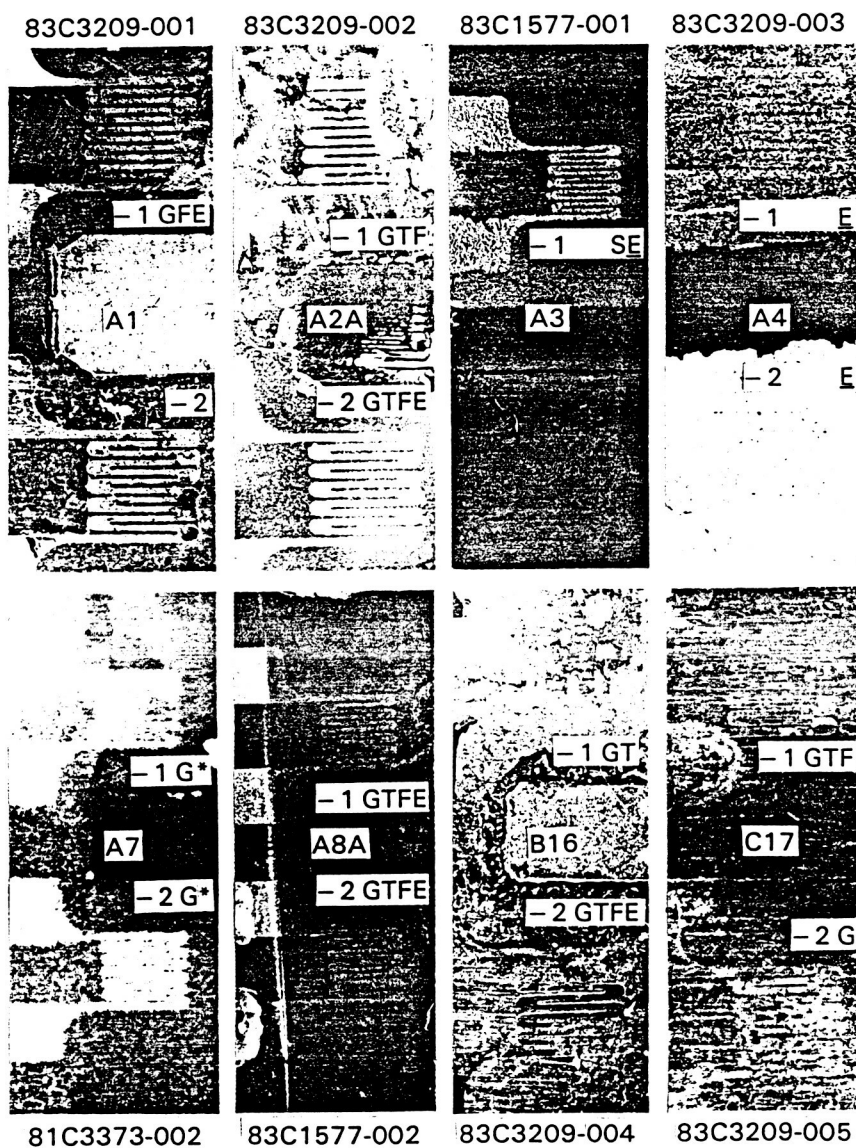 83C3209-001 83C3209-002 83C1577-001 83C3209-003
-1 GFE
A1
-2
-1 GTF
A2A
-2 GTFE
-1 SE
A3
-1 E
A4
-2 E
-1 G*
A7
-2 G*
-1 GTFE
A8A
-2 GTFE
-1 GT
B16
-2 GTFE
-1 GTF
C17
-2 G
81C3373-002 83C1577-002 83C3209-004 83C3209-005